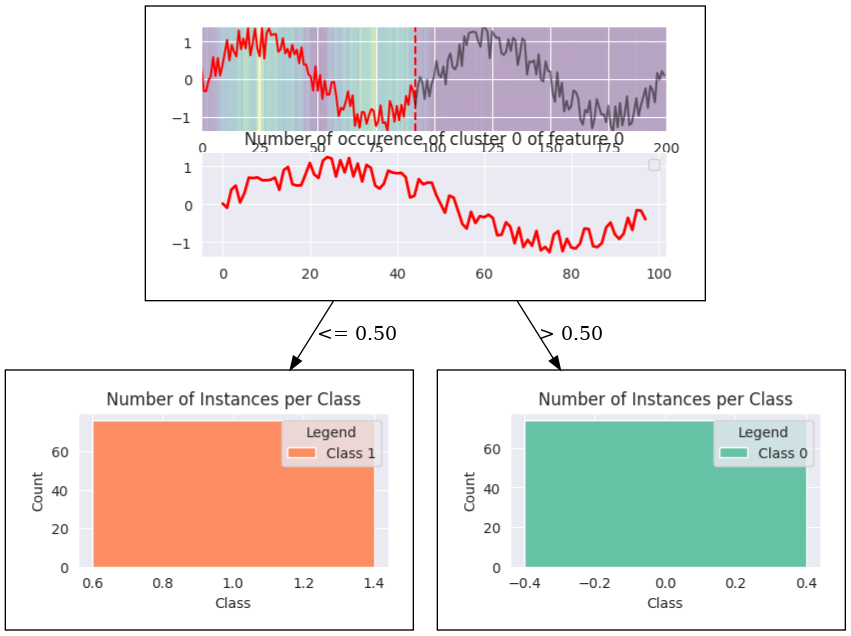 1
0
−1
0 25 50 75 100 125 150 175 200
Number of occurence of cluster 0 of feature 0
1
0
−1
0 20 40 60 80 100
<= 0.50
> 0.50
Number of Instances per Class
Legend
Class 1
60
40
20
0
Count
0.6 0.8 1.0 1.2 1.4
Class
Number of Instances per Class
Legend
Class 0
60
40
20
0
Count
−0.4 −0.2 0.0 0.2 0.4
Class